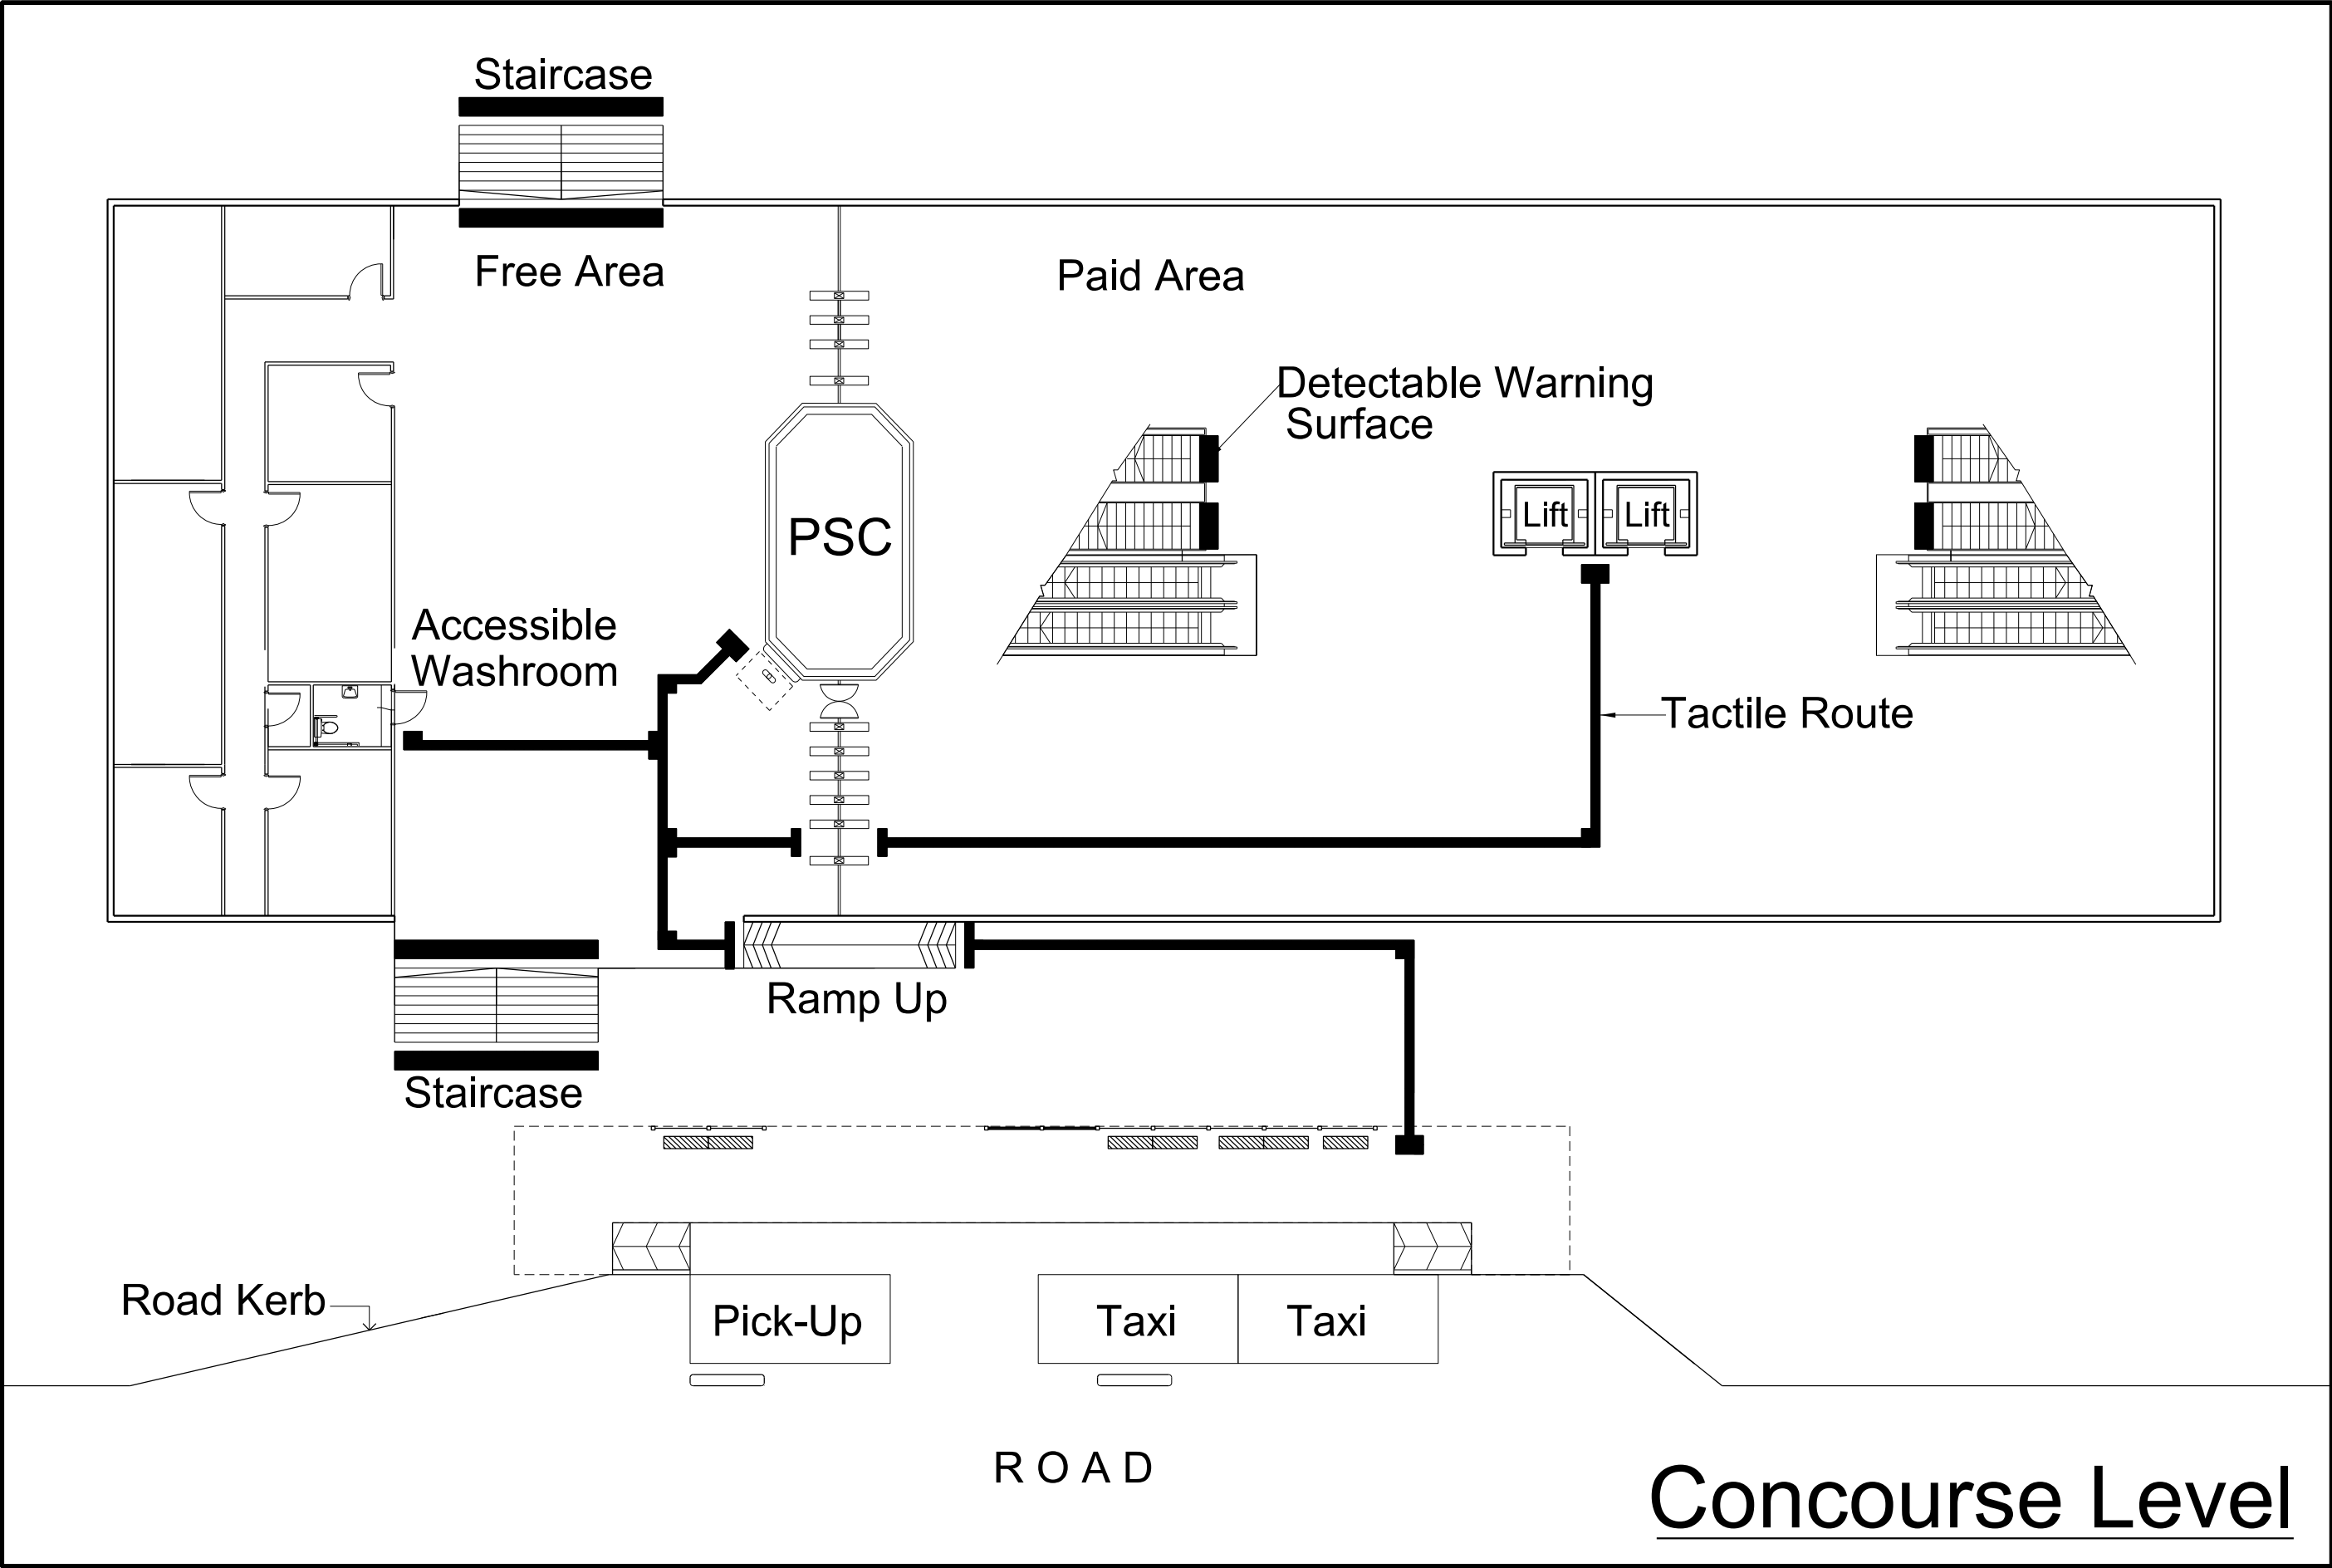 Staircase
Free Area
Paid Area
Detectable Warning
Surface
PSC
Lift
Lift
Accessible
Washroom
Tactile Route
Ramp Up
Staircase
Road Kerb
Pick-Up
Taxi
Taxi
ROAD
Concourse Level